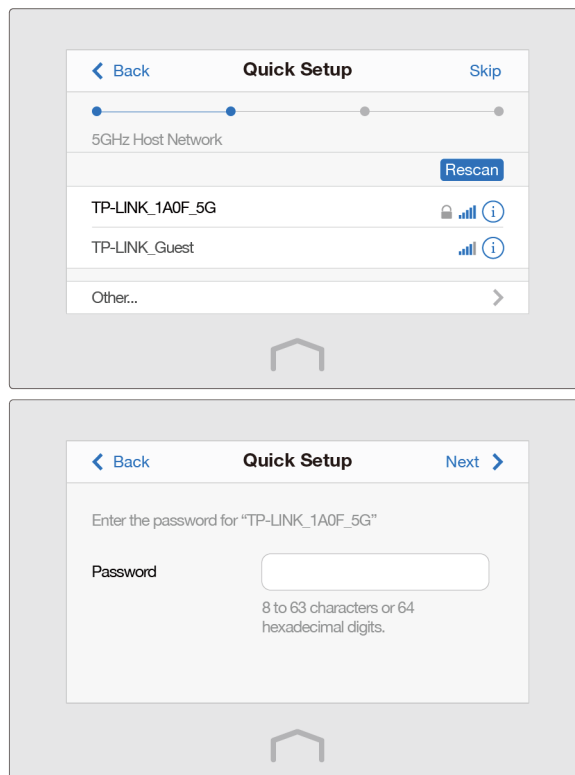 Back Quick Setup Skip
5GHz Host Network
Rescan
TP-LINK_1A0F_5G
TP-LINK_Guest
Other...
Back Quick Setup Next
Enter the password for “TP-LINK_1A0F_5G”
Password
8 to 63 characters or 64
hexadecimal digits.